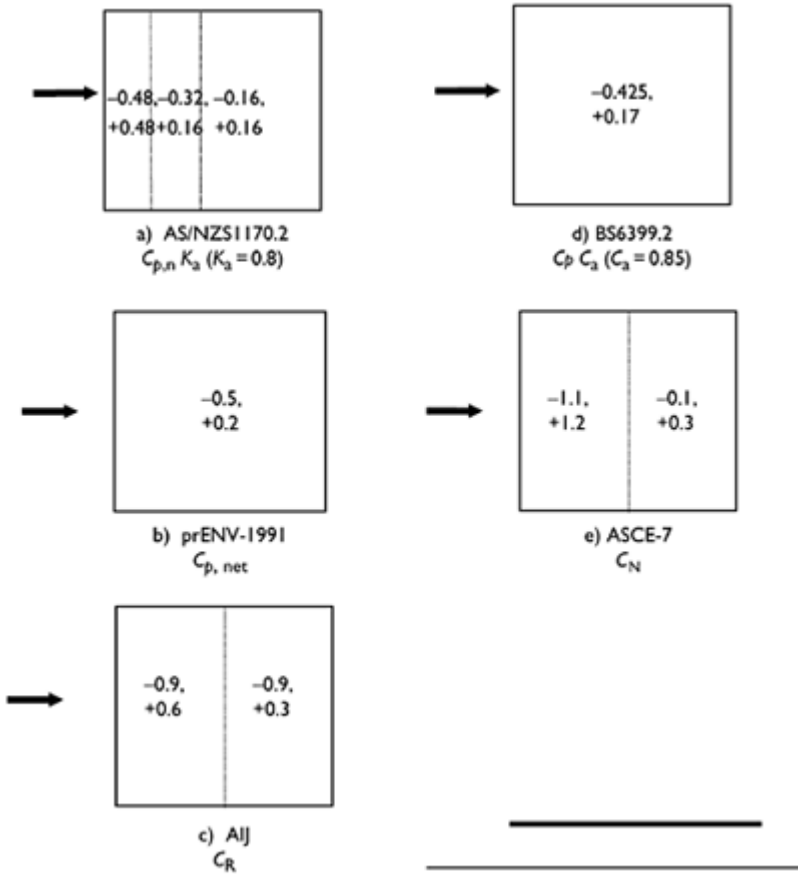 –0.48,–0.32, –0.16,
+0.48+0.16 +0.16
a) AS/NZS1170.2
Cp,n Ka (Ka = 0.8)
–0.425,
+0.17
d) BS6399.2
Cp Ca (Ca = 0.85)
–0.5,
+0.2
b) prENV-1991
Cp, net
–1.1,
+1.2
–0.1,
+0.3
e) ASCE-7
CN
–0.9,
+0.6
–0.9,
+0.3
c) AIJ
CR